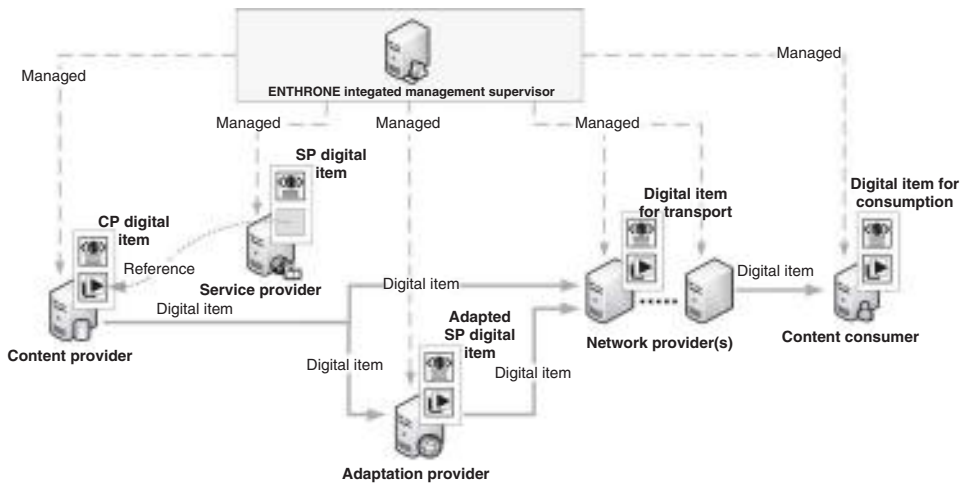 Managed
Managed
ENTHRONE integated management supervisor
Managed
Managed
Managed
SP digital
item
Digital item
for transport
Digital item for
consumption
CP digital
item
Reference
Service provider
Digital item
Digital item
Digital item
Adapted
SP digital
item
Network provider(s)
Content consumer
Content provider
Digital item
Digital item
Adaptation provider